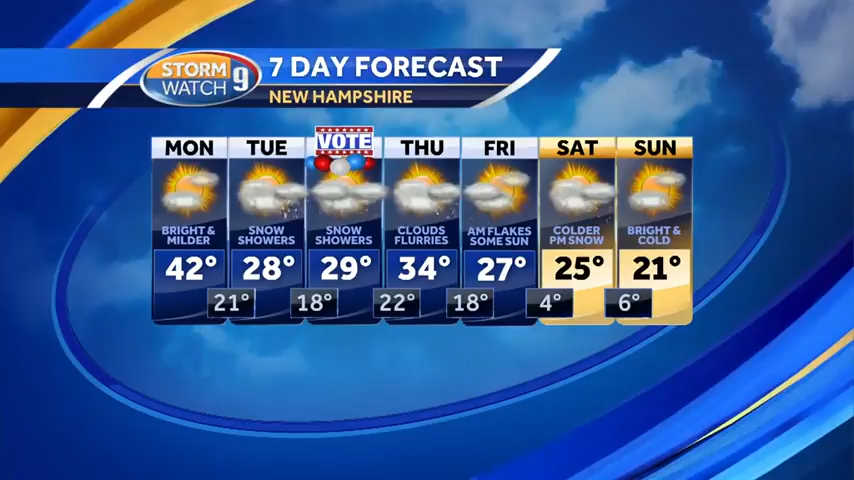 STORM
WATCH 9
7 DAY FORECAST
NEW HAMPSHIRE
MON TUE VOTE THU FRI SAT SUN
BRIGHT & MILDER
SNOW SHOWERS
SNOW SHOWERS
CLOUDS FLURRIES
AM FLAKES SOME SUN
COLDER PM SNOW
BRIGHT & COLD
42° 28° 29° 34° 27° 25° 21°
21° 18° 22° 18° 4° 6°